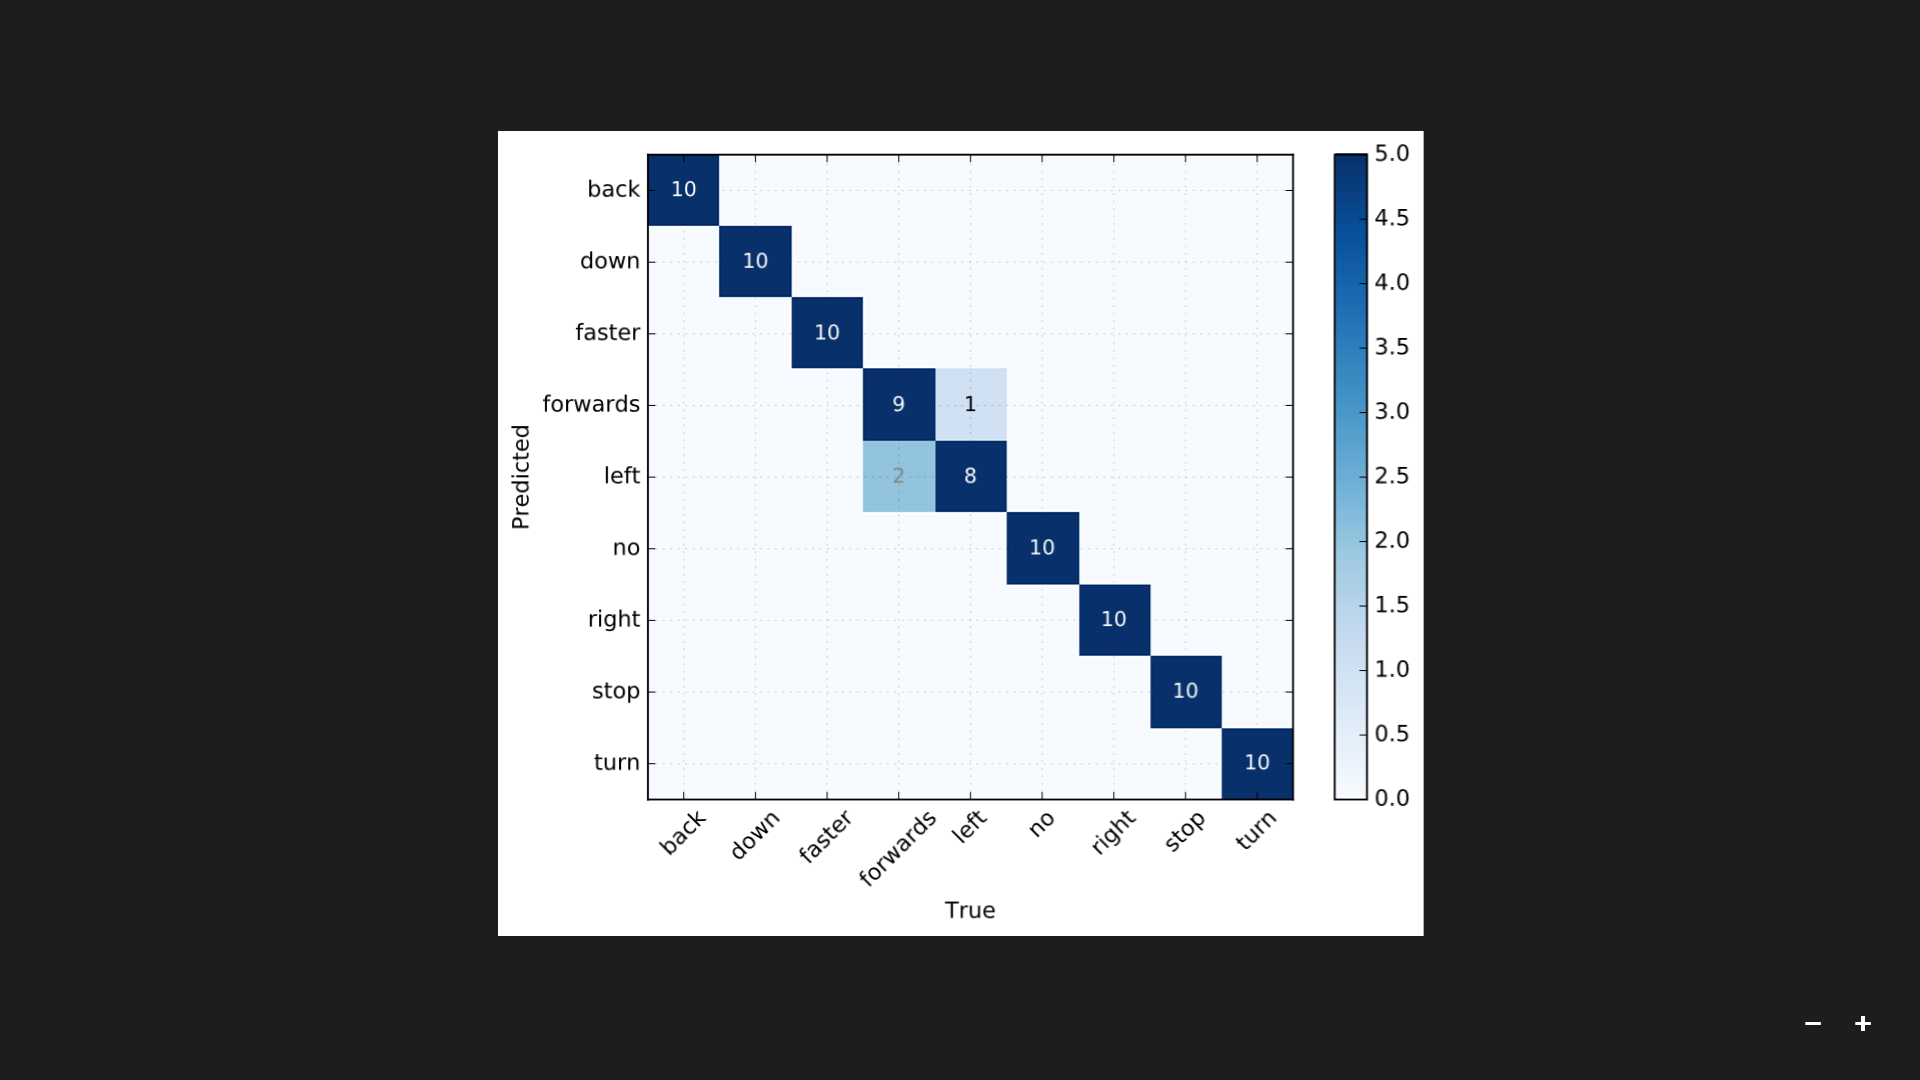 5.0
back 10
4.5
down 10
4.0
faster 10
3.5
forwards 9 1
3.0
left 2 8
2.5
no 10
2.0
right 10
1.5
stop 10
1.0
turn 10
0.5
0.0
Predicted
back down faster forwards left no right stop turn
True
− +